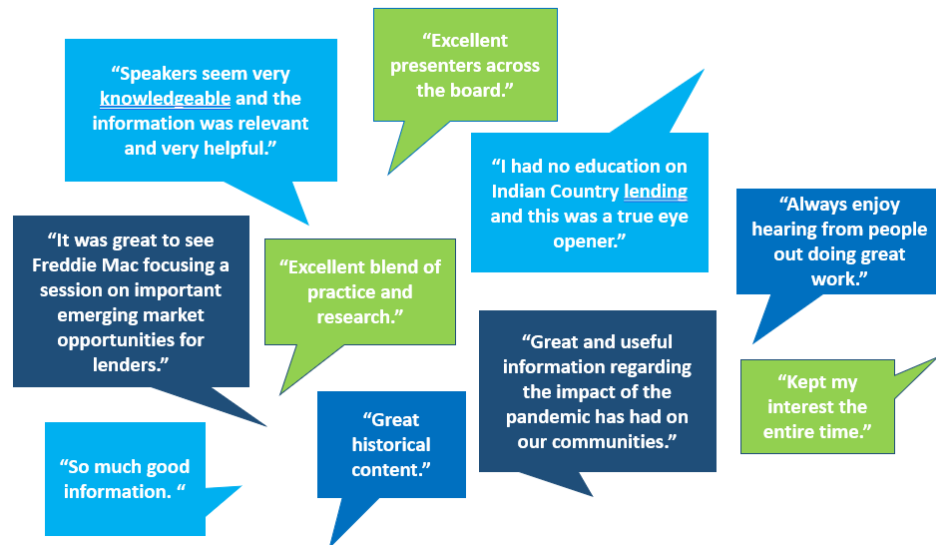 “Speakers seem very
knowledgeable and the
information was relevant
and very helpful.”
“Excellent
presenters across
the board.”
“I had no education on
Indian Country lending
and this was a true eye
opener.”
“Always enjoy
hearing from people
out doing great
work.”
“It was great to see
Freddie Mac focusing a
session on important
emerging market
opportunities for
lenders.”
“Excellent blend of
practice and
research.”
“Great and useful
information regarding
the impact of the
pandemic has had on
our communities.”
“Kept my
interest the
entire time.”
“So much good
information. “
“Great
historical
content.”